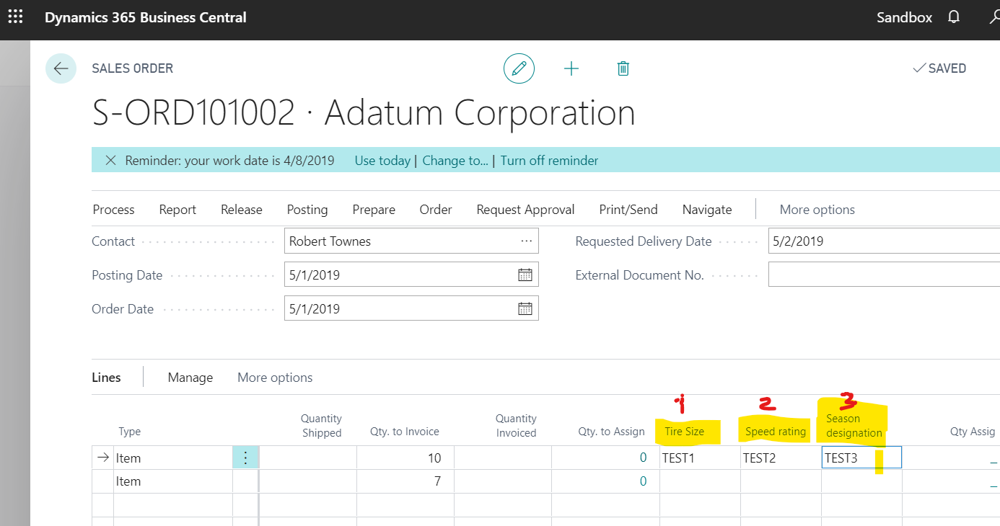 Dynamics 365 Business Central
Sandbox
SALES ORDER
SAVED
S-ORD101002 · Adatum Corporation
Reminder: your work date is 4/8/2019 Use today | Change to... | Turn off reminder
Process Report Release Posting Prepare Order Request Approval Print/Send Navigate More options
Contact Robert Townes Requested Delivery Date 5/2/2019
Posting Date 5/1/2019 External Document No.
Order Date 5/1/2019
Lines Manage More options
1 2 3
Type Quantity Shipped Qty. to Invoice Quantity Invoiced Qty. to Assign Tire Size Speed rating Season designation Qty Assig
Item 10 0 TEST1 TEST2 TEST3 _
Item 7 0 _